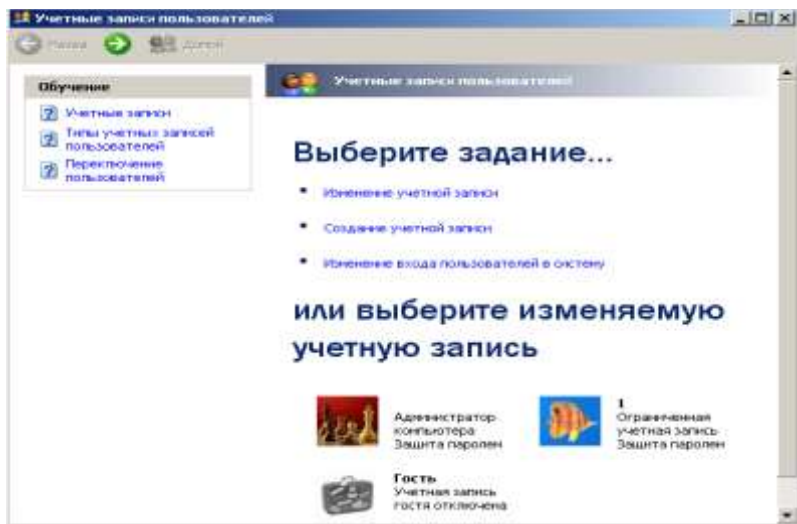 Учетные записи пользователей
Назад
Домой
Обучение
Учетные записи
Типы учетных записей
пользователей
Переключение
пользователей
Учетные записи пользователей
Выберите задание...
Изменение учетной записи
Создание учетной записи
Изменение входа пользователей в систему
или выберите изменяемую
учетную запись
Администратор
компьютера
Защита паролем
1
Ограниченная
учетная запись
Защита паролем
Гость
Учетная запись
гостя отключена